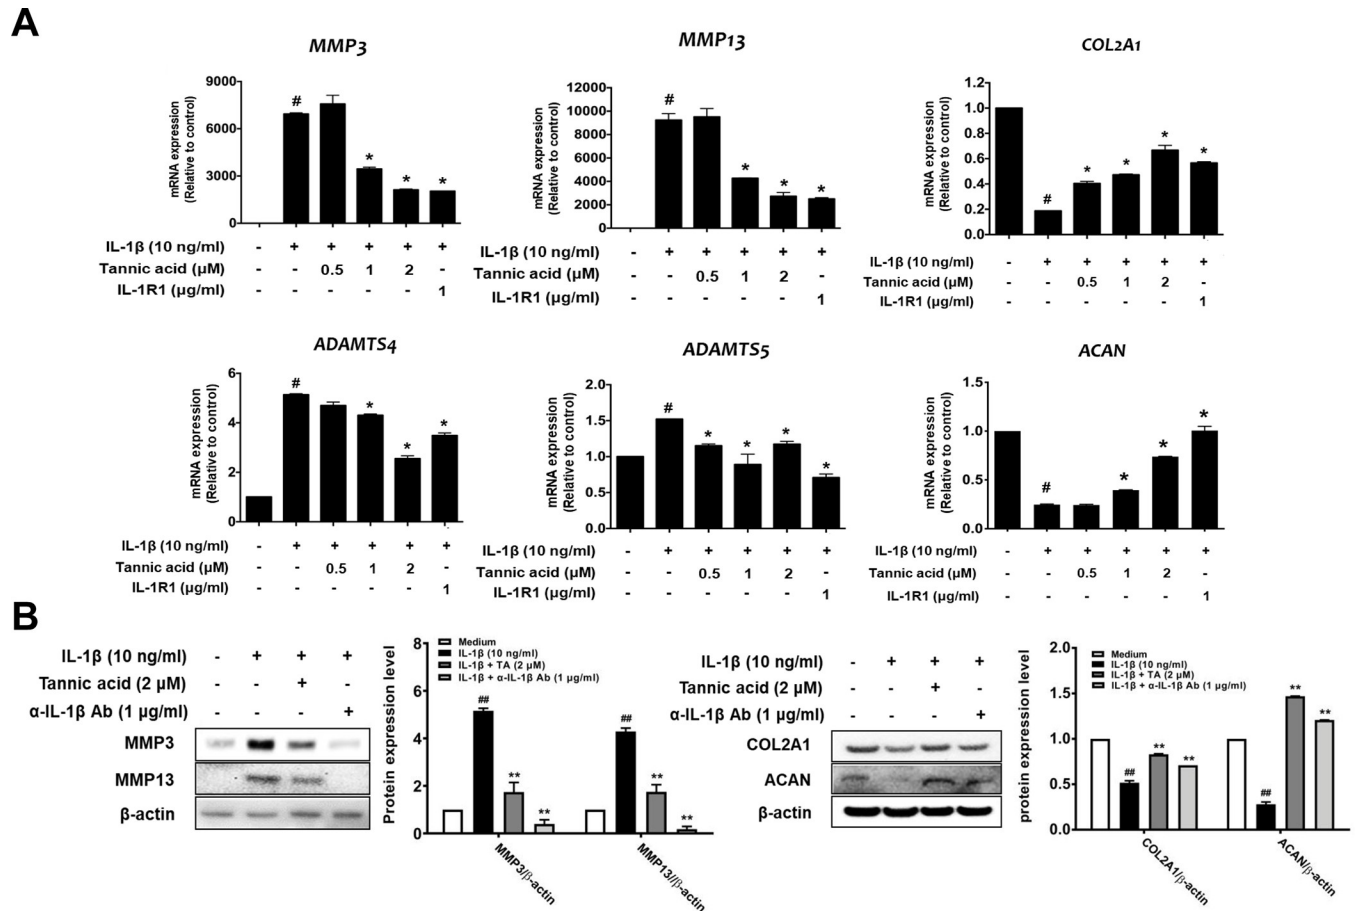 A
MMP3
mRNA expression
(Relative to control)
9000
6000
3000
0
#
*
*
*
IL-1β (10 ng/ml) - + + + + +
Tannic acid (µM) - - 0.5 1 2 -
IL-1R1 (µg/ml) - - - - - 1
MMP13
mRNA expression
(Relative to control)
12000
10000
8000
6000
4000
2000
0
#
*
*
*
IL-1β (10 ng/ml) - + + + + +
Tannic acid (µM) - - 0.5 1 2 -
IL-1R1 (µg/ml) - - - - - 1
COL2A1
mRNA expression
(Relative to control)
1.2
1.0
0.8
0.6
0.4
0.2
0.0
#
*
*
*
*
IL-1β (10 ng/ml) - + + + + +
Tannic acid (µM) - - 0.5 1 2 -
IL-1R1 (µg/ml) - - - - - 1
ADAMTS4
mRNA expression
(Relative to control)
6
4
2
0
#
*
*
*
IL-1β (10 ng/ml) - + + + + +
Tannic acid (µM) - - 0.5 1 2 -
IL-1R1 (µg/ml) - - - - - 1
ADAMTS5
mRNA expression
(Relative to control)
2.0
1.5
1.0
0.5
0.0
#
*
*
*
*
IL-1β (10 ng/ml) - + + + + +
Tannic acid (µM) - - 0.5 1 2 -
IL-1R1 (µg/ml) - - - - - 1
ACAN
mRNA expression
(Relative to control)
1.5
1.0
0.5
0.0
#
*
*
*
IL-1β (10 ng/ml) - + + + + +
Tannic acid (µM) - - 0.5 1 2 -
IL-1R1 (µg/ml) - - - - - 1
B
IL-1β (10 ng/ml) - + + +
Tannic acid (2 µM) - - + -
α-IL-1β Ab (1 µg/ml) - - - +
MMP3
MMP13
β-actin
Protein expression level
8
6
4
2
0
Medium
IL-1β (10 ng/ml)
IL-1β + TA (2 µM)
IL-1β + α-IL-1β Ab (1 µg/ml)
##
**
**
##
**
**
MMP3/β-actin
MMP13//β-actin
IL-1β (10 ng/ml) - + + +
Tannic acid (2 µM) - - + -
α-IL-1β Ab (1 µg/ml) - - - +
COL2A1
ACAN
β-actin
protein expression level
2.0
1.5
1.0
0.5
0.0
Medium
IL-1β (10 ng/ml)
IL-1β + TA (2 µM)
IL-1β + α-IL-1β Ab (1 µg/ml)
##
**
**
##
**
**
COL2A1/β-actin
ACAN/β-actin